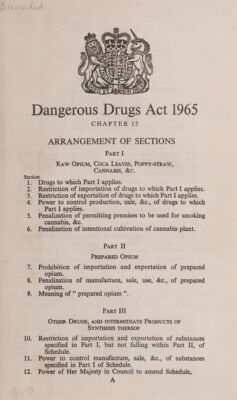 Discarded
Dangerous Drugs Act 1965
CHAPTER 15
ARRANGEMENT OF SECTIONS
PART I
RAW OPIUM, COCA LEAVES, POPPY-STRAW,
CANNABIS, &C.
Section
1. Drugs to which Part I applies.
2. Restriction of importation of drugs to which Part I applies.
3. Restriction of exportation of drugs to which Part I applies.
4. Power to control production, sale, &c., of drugs to which
Part I applies.
5. Penalization of permitting premises to be used for smoking
cannabis, &c.
6. Penalization of intentional cultivation of cannabis plant.
PART II
PREPARED OPIUM
7. Prohibition of importation and exportation of prepared
opium.
8. Penalization of manufacture, sale, use, &c., of prepared
opium.
9. Meaning of " prepared opium ".
PART III
OTHER DRUGS, AND INTERMEDIATE PRODUCTS OF
SYNTHESIS THEREOF
10. Restriction of importation and exportation of substances
specified in Part I, but not falling within Part II, of
Schedule.
11. Power to control manufacture, sale, &c., of substances
specified in Part I of Schedule.
12. Power of Her Majesty in Council to amend Schedule,
A